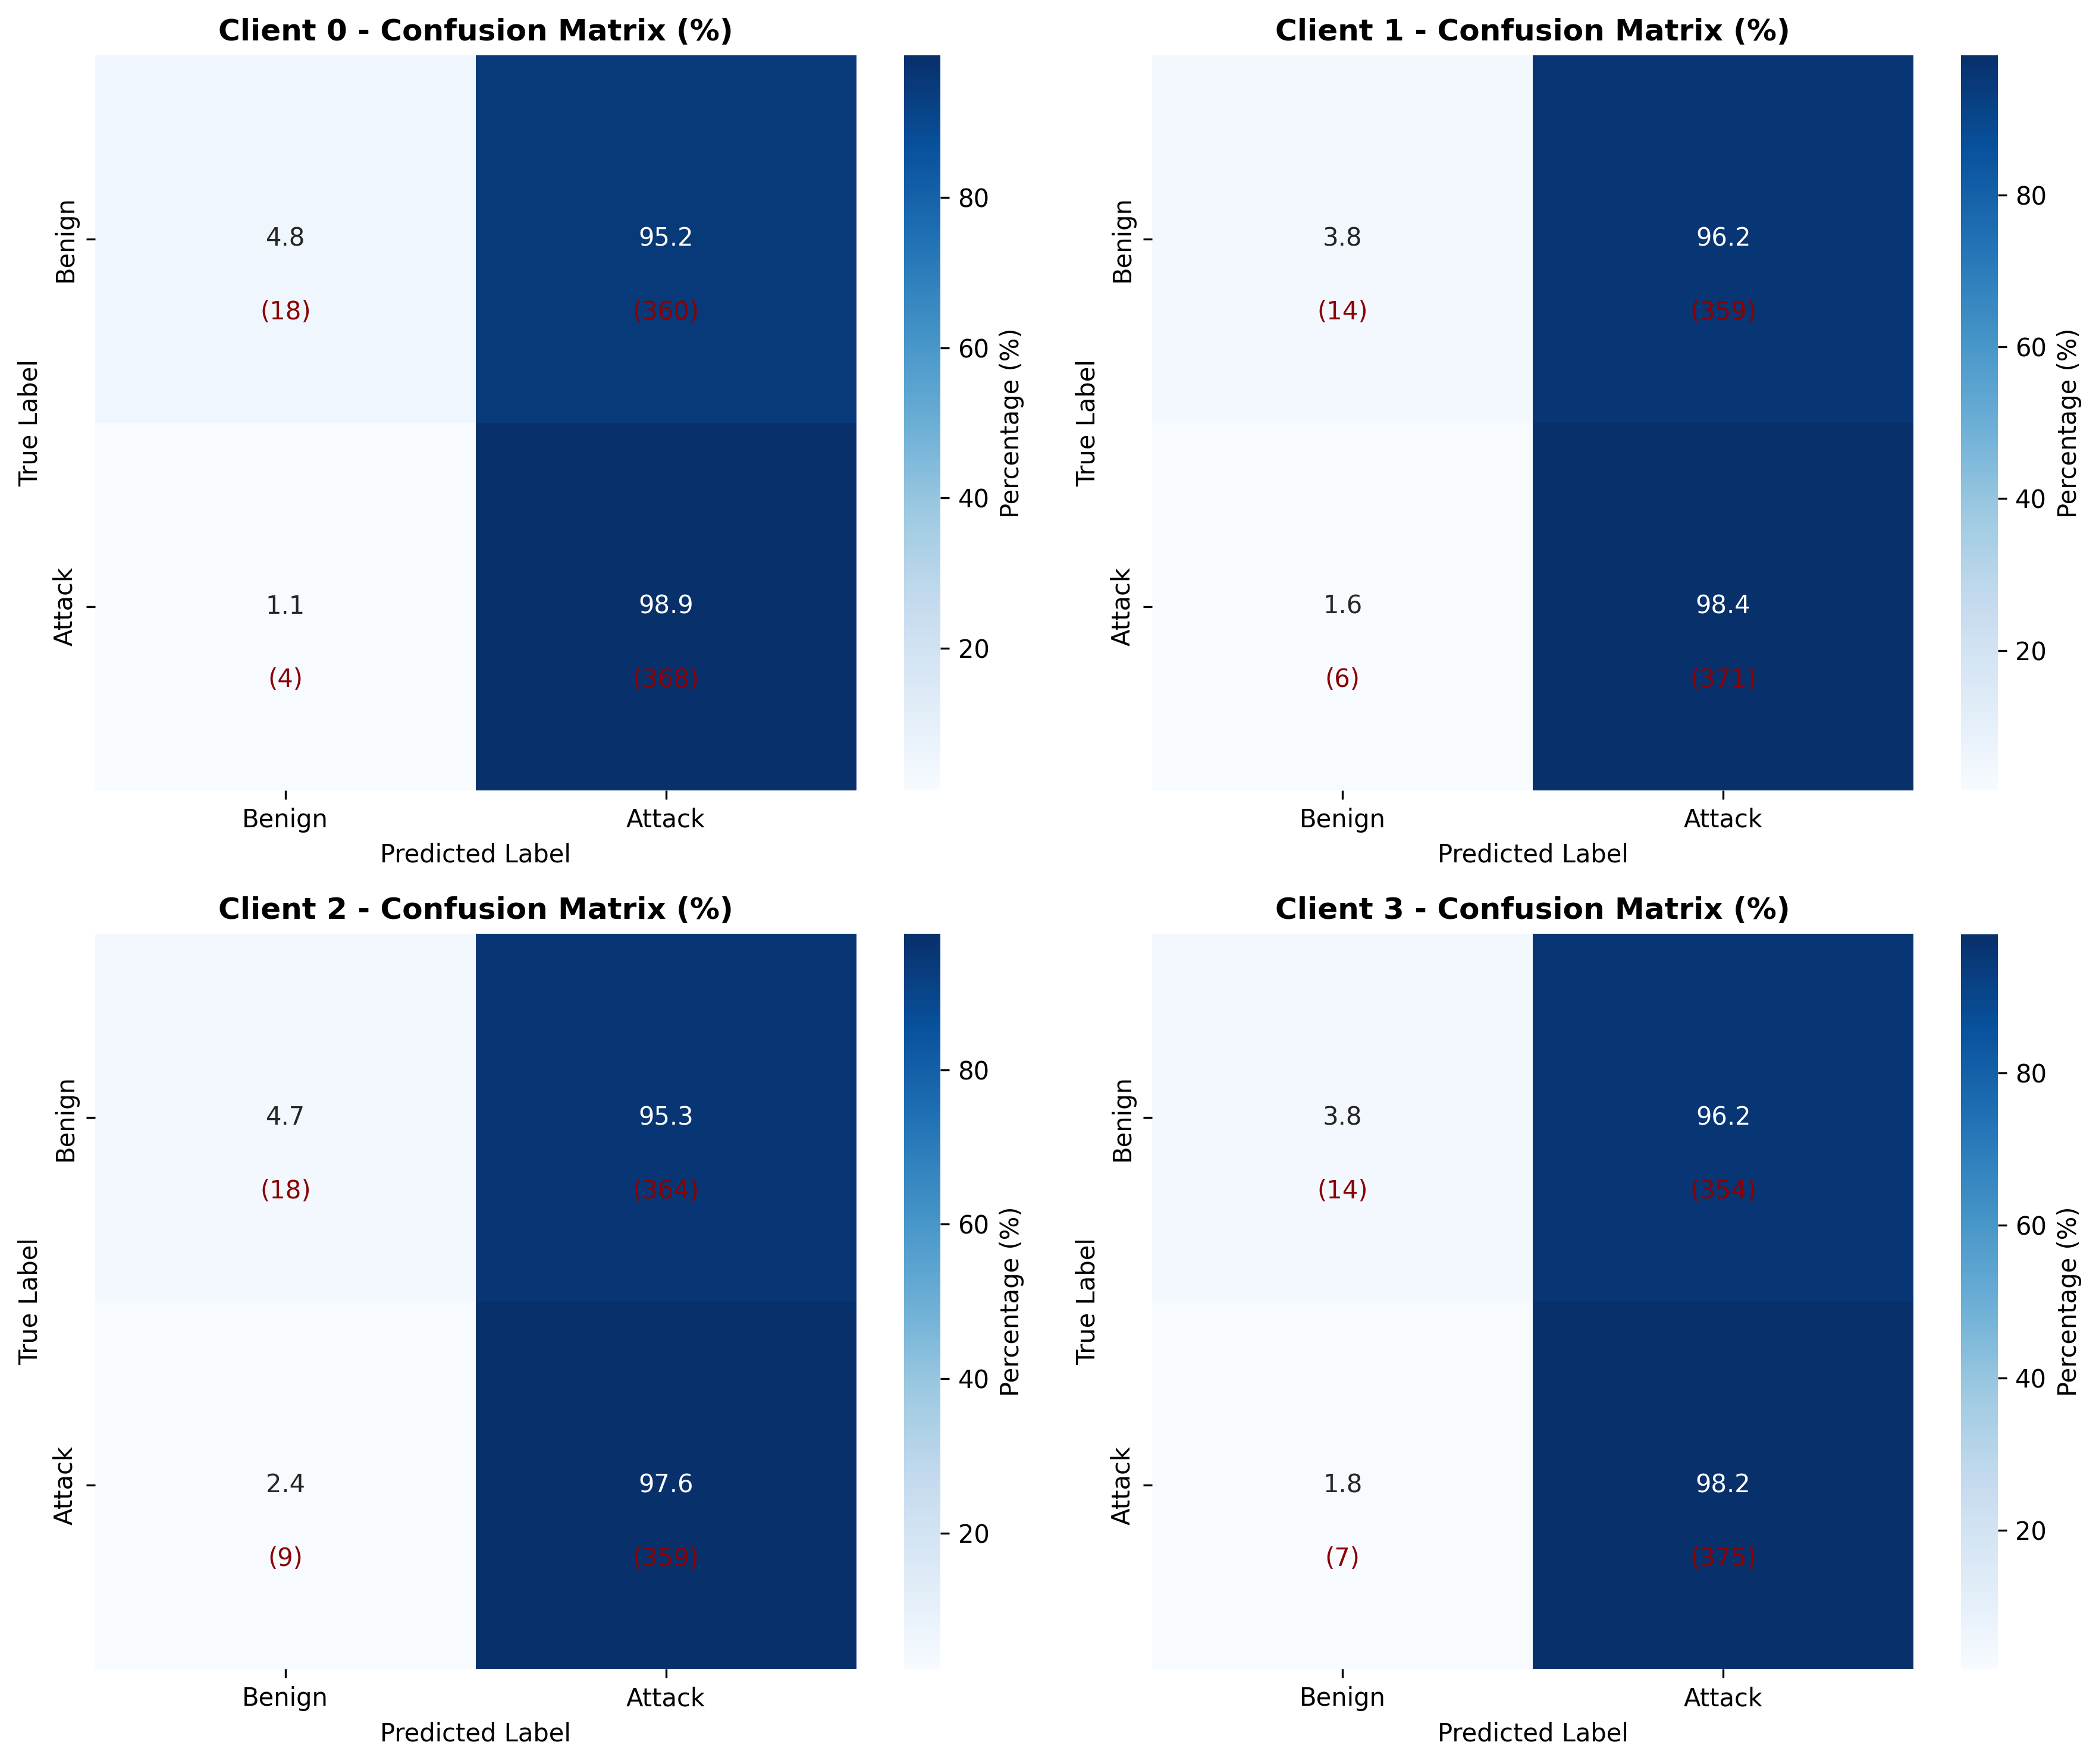 Client 0 - Confusion Matrix (%)
True Label
Benign
Attack
4.8
95.2
(18)
(360)
1.1
98.9
(4)
(368)
Benign
Attack
Predicted Label
80
60
40
20
Percentage (%)
Client 1 - Confusion Matrix (%)
True Label
Benign
Attack
3.8
96.2
(14)
(359)
1.6
98.4
(6)
(371)
Benign
Attack
Predicted Label
80
60
40
20
Percentage (%)
Client 2 - Confusion Matrix (%)
True Label
Benign
Attack
4.7
95.3
(18)
(364)
2.4
97.6
(9)
(359)
Benign
Attack
Predicted Label
80
60
40
20
Percentage (%)
Client 3 - Confusion Matrix (%)
True Label
Benign
Attack
3.8
96.2
(14)
(354)
1.8
98.2
(7)
(375)
Benign
Attack
Predicted Label
80
60
40
20
Percentage (%)